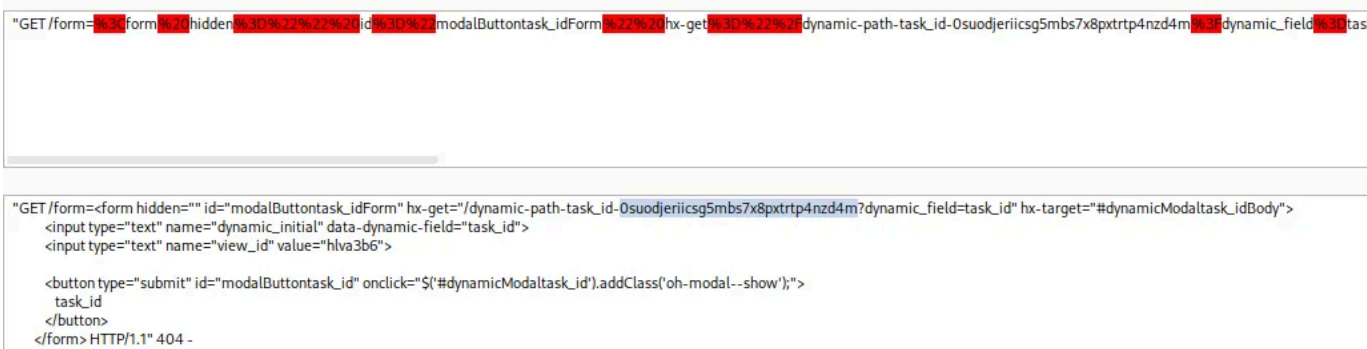 "GET /form=%3Cform%20hidden%3D%22%22%20id%3D%22modalButtontask_idForm%22%20hx-get%3D%22%2Fdynamic-path-task_id-0suodjeriicsg5mbs7x8pxtrtp4nzd4m%3Fdynamic_field%3Dtas
"GET /form=<form hidden="" id="modalButtontask_idForm" hx-get="/dynamic-path-task_id-0suodjeriicsg5mbs7x8pxtrtp4nzd4m?dynamic_field=task_id" hx-target="#dynamicModaltask_idBody">
<input type="text" name="dynamic_initial" data-dynamic-field="task_id">
<input type="text" name="view_id" value="hlva3b6">
<button type="submit" id="modalButtontask_id" onclick="$('#dynamicModaltask_id').addClass('oh-modal--show');">
task_id
</button>
</form> HTTP/1.1" 404 -